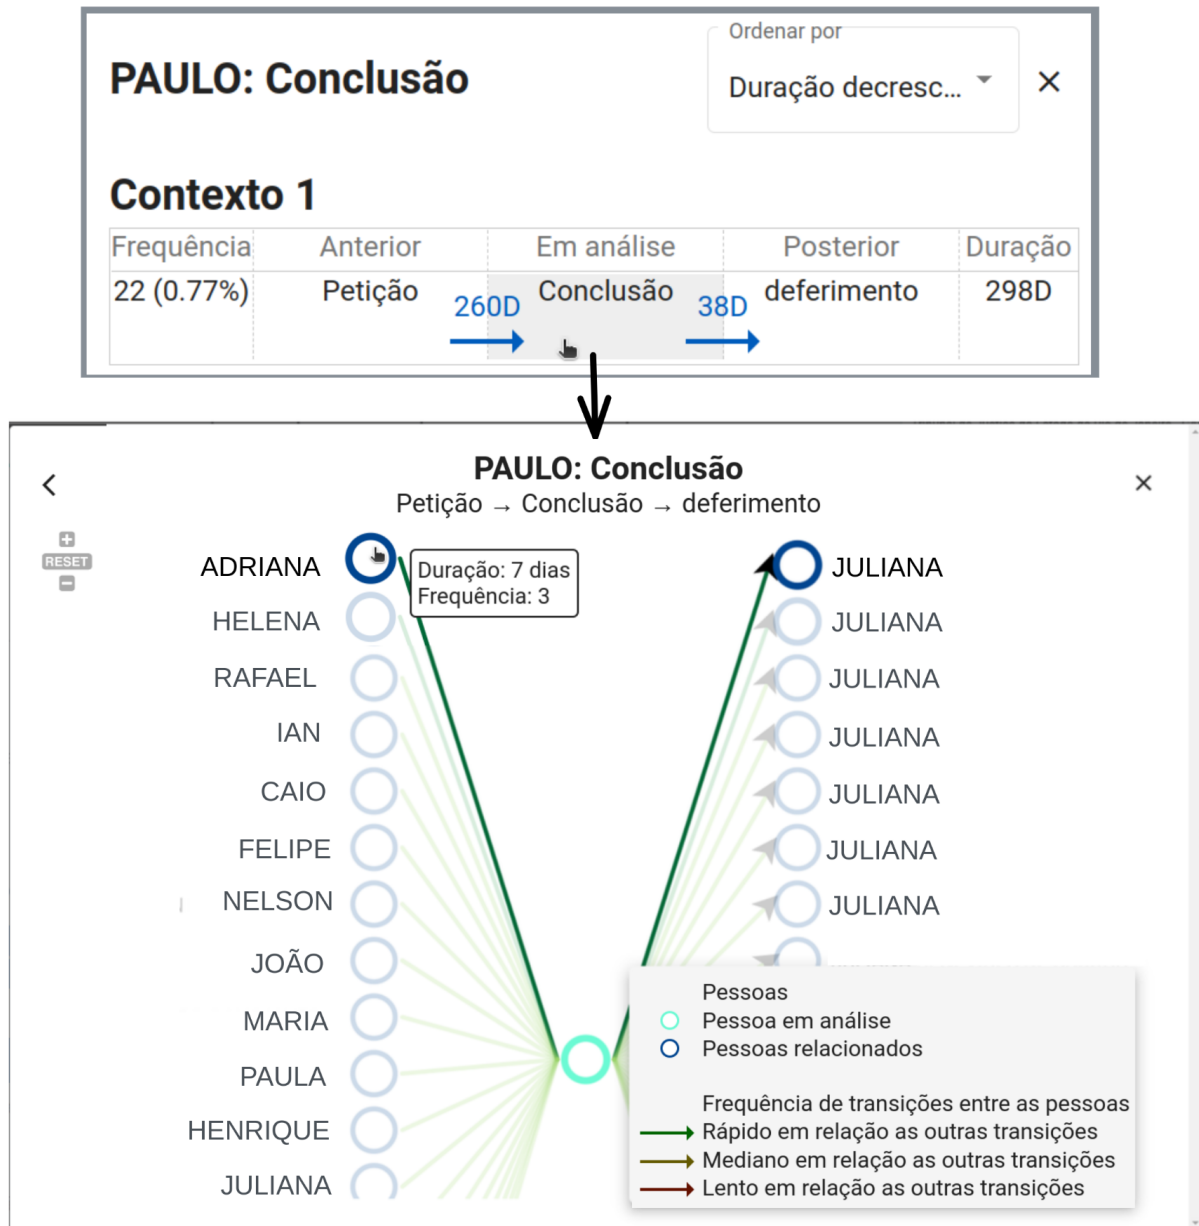 Ordenar por
PAULO: Conclusão
Duração decresc...
Contexto 1
Frequência Anterior Em análise Posterior Duração
22 (0.77%) Petição 260D Conclusão 38D deferimento 298D
PAULO: Conclusão
Petição → Conclusão → deferimento
RESET
ADRIANA
Duração: 7 dias
Frequência: 3
JULIANA
HELENA JULIANA
RAFAEL JULIANA
IAN JULIANA
CAIO JULIANA
FELIPE JULIANA
NELSON JULIANA
JOÃO
MARIA
PAULA
HENRIQUE
JULIANA
Pessoas
Pessoa em análise
Pessoas relacionados
Frequência de transições entre as pessoas
Rápido em relação as outras transições
Mediano em relação as outras transições
Lento em relação as outras transições